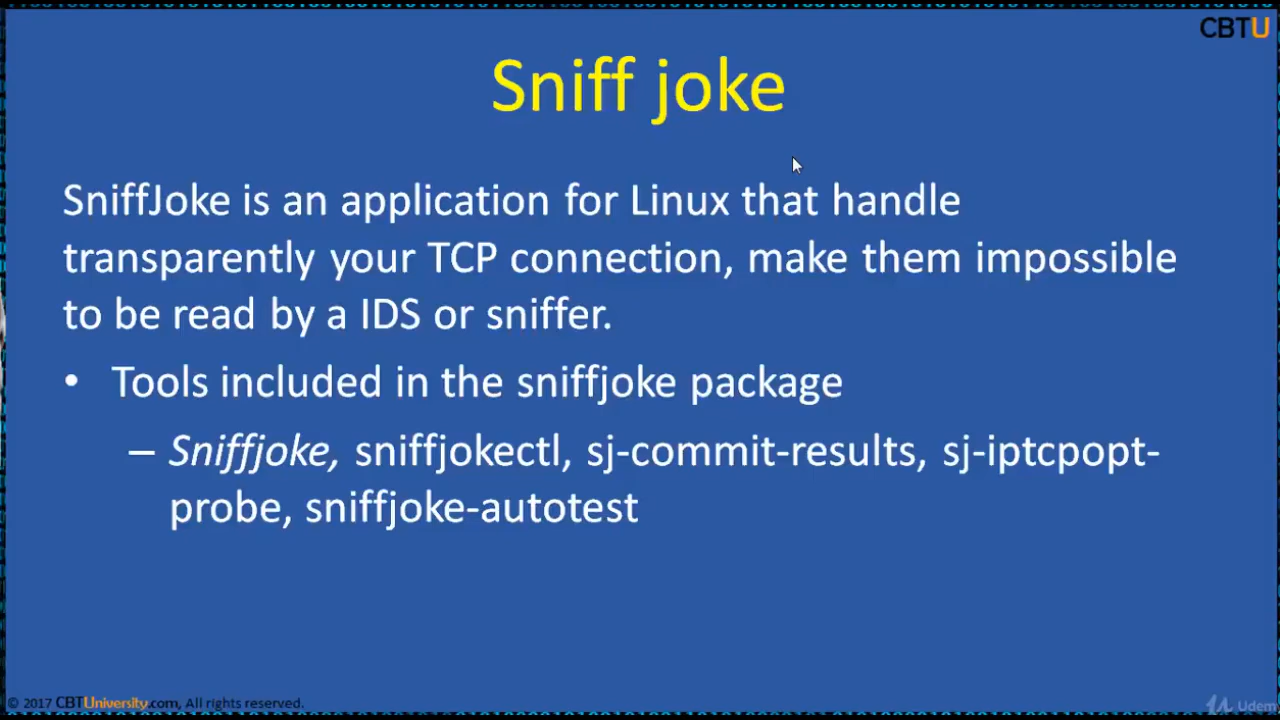 CBTU
Sniff joke
SniffJoke is an application for Linux that handle
transparently your TCP connection, make them impossible
to be read by a IDS or sniffer.
• Tools included in the sniffjoke package
– Sniffjoke, sniffjokectl, sj-commit-results, sj-iptcpopt-
probe, sniffjoke-autotest
© 2017 CBTUniversity.com, All rights reserved.